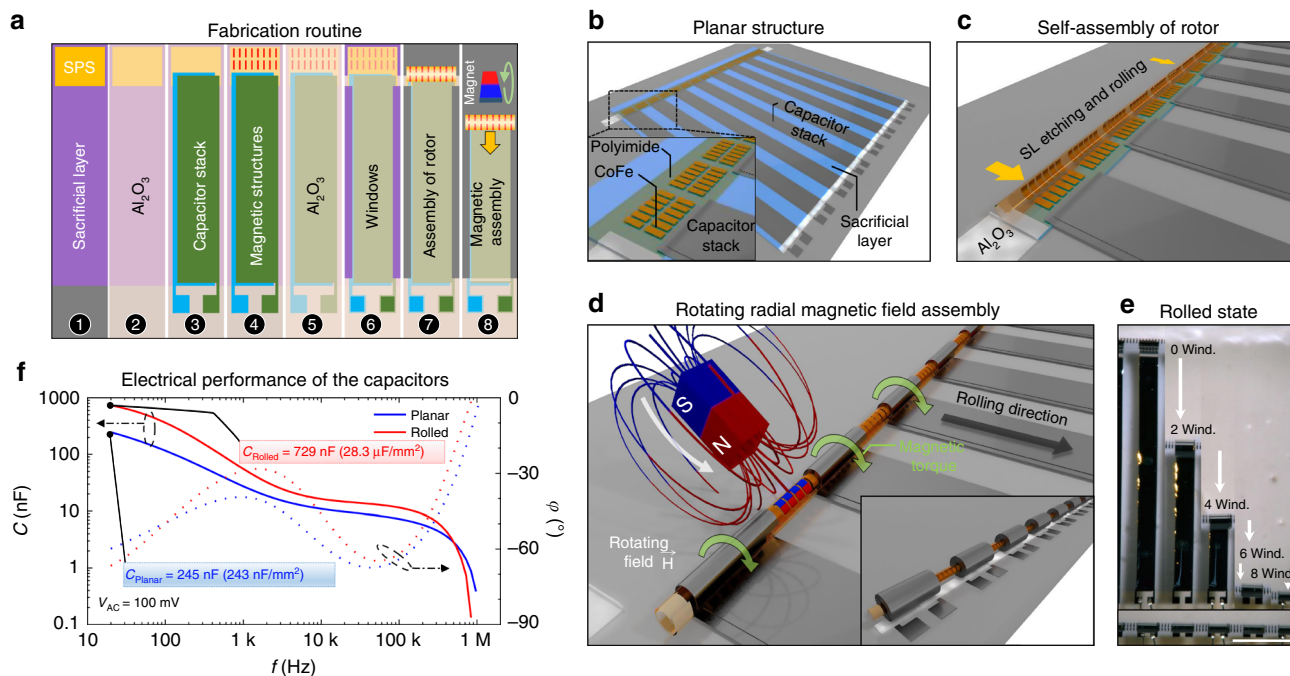 a
Fabrication routine
SPS
Sacrificial layer
Al2O3
Capacitor stack
Magnetic structures
Al2O3
Windows
Assembly of rotor
Magnet
Magnetic
assembly
1 2 3 4 5 6 7 8
b
Planar structure
Capacitor
stack
Polyimide
CoFe
Capacitor
stack
Sacrificial
layer
c
Self-assembly of rotor
SL etching and rolling
Al2O3
d
Rotating radial magnetic field assembly
S
N
Rolling direction
Magnetic
torque
Rotating
field H
e
Rolled state
0 Wind.
2 Wind.
4 Wind.
6 Wind.
8 Wind
f
Electrical performance of the capacitors
Planar
Rolled
CRolled = 729 nF (28.3 μF/mm²)
CPlanar = 245 nF (243 nF/mm²)
VAC = 100 mV
C (nF)
1000
100
10
1
0.1
10 100 1 k 10 k 100 k 1 M
f (Hz)
0
–30
–60
–90
φ (°)